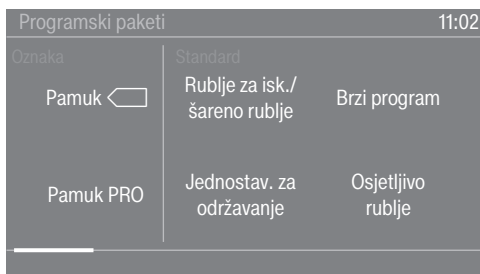 Programski paketi
11:02
Oznaka
Standard
Pamuk
Rublje za isk./
šareno rublje
Brzi program
Pamuk PRO
Jednostav. za
održavanje
Osjetljivo
rublje